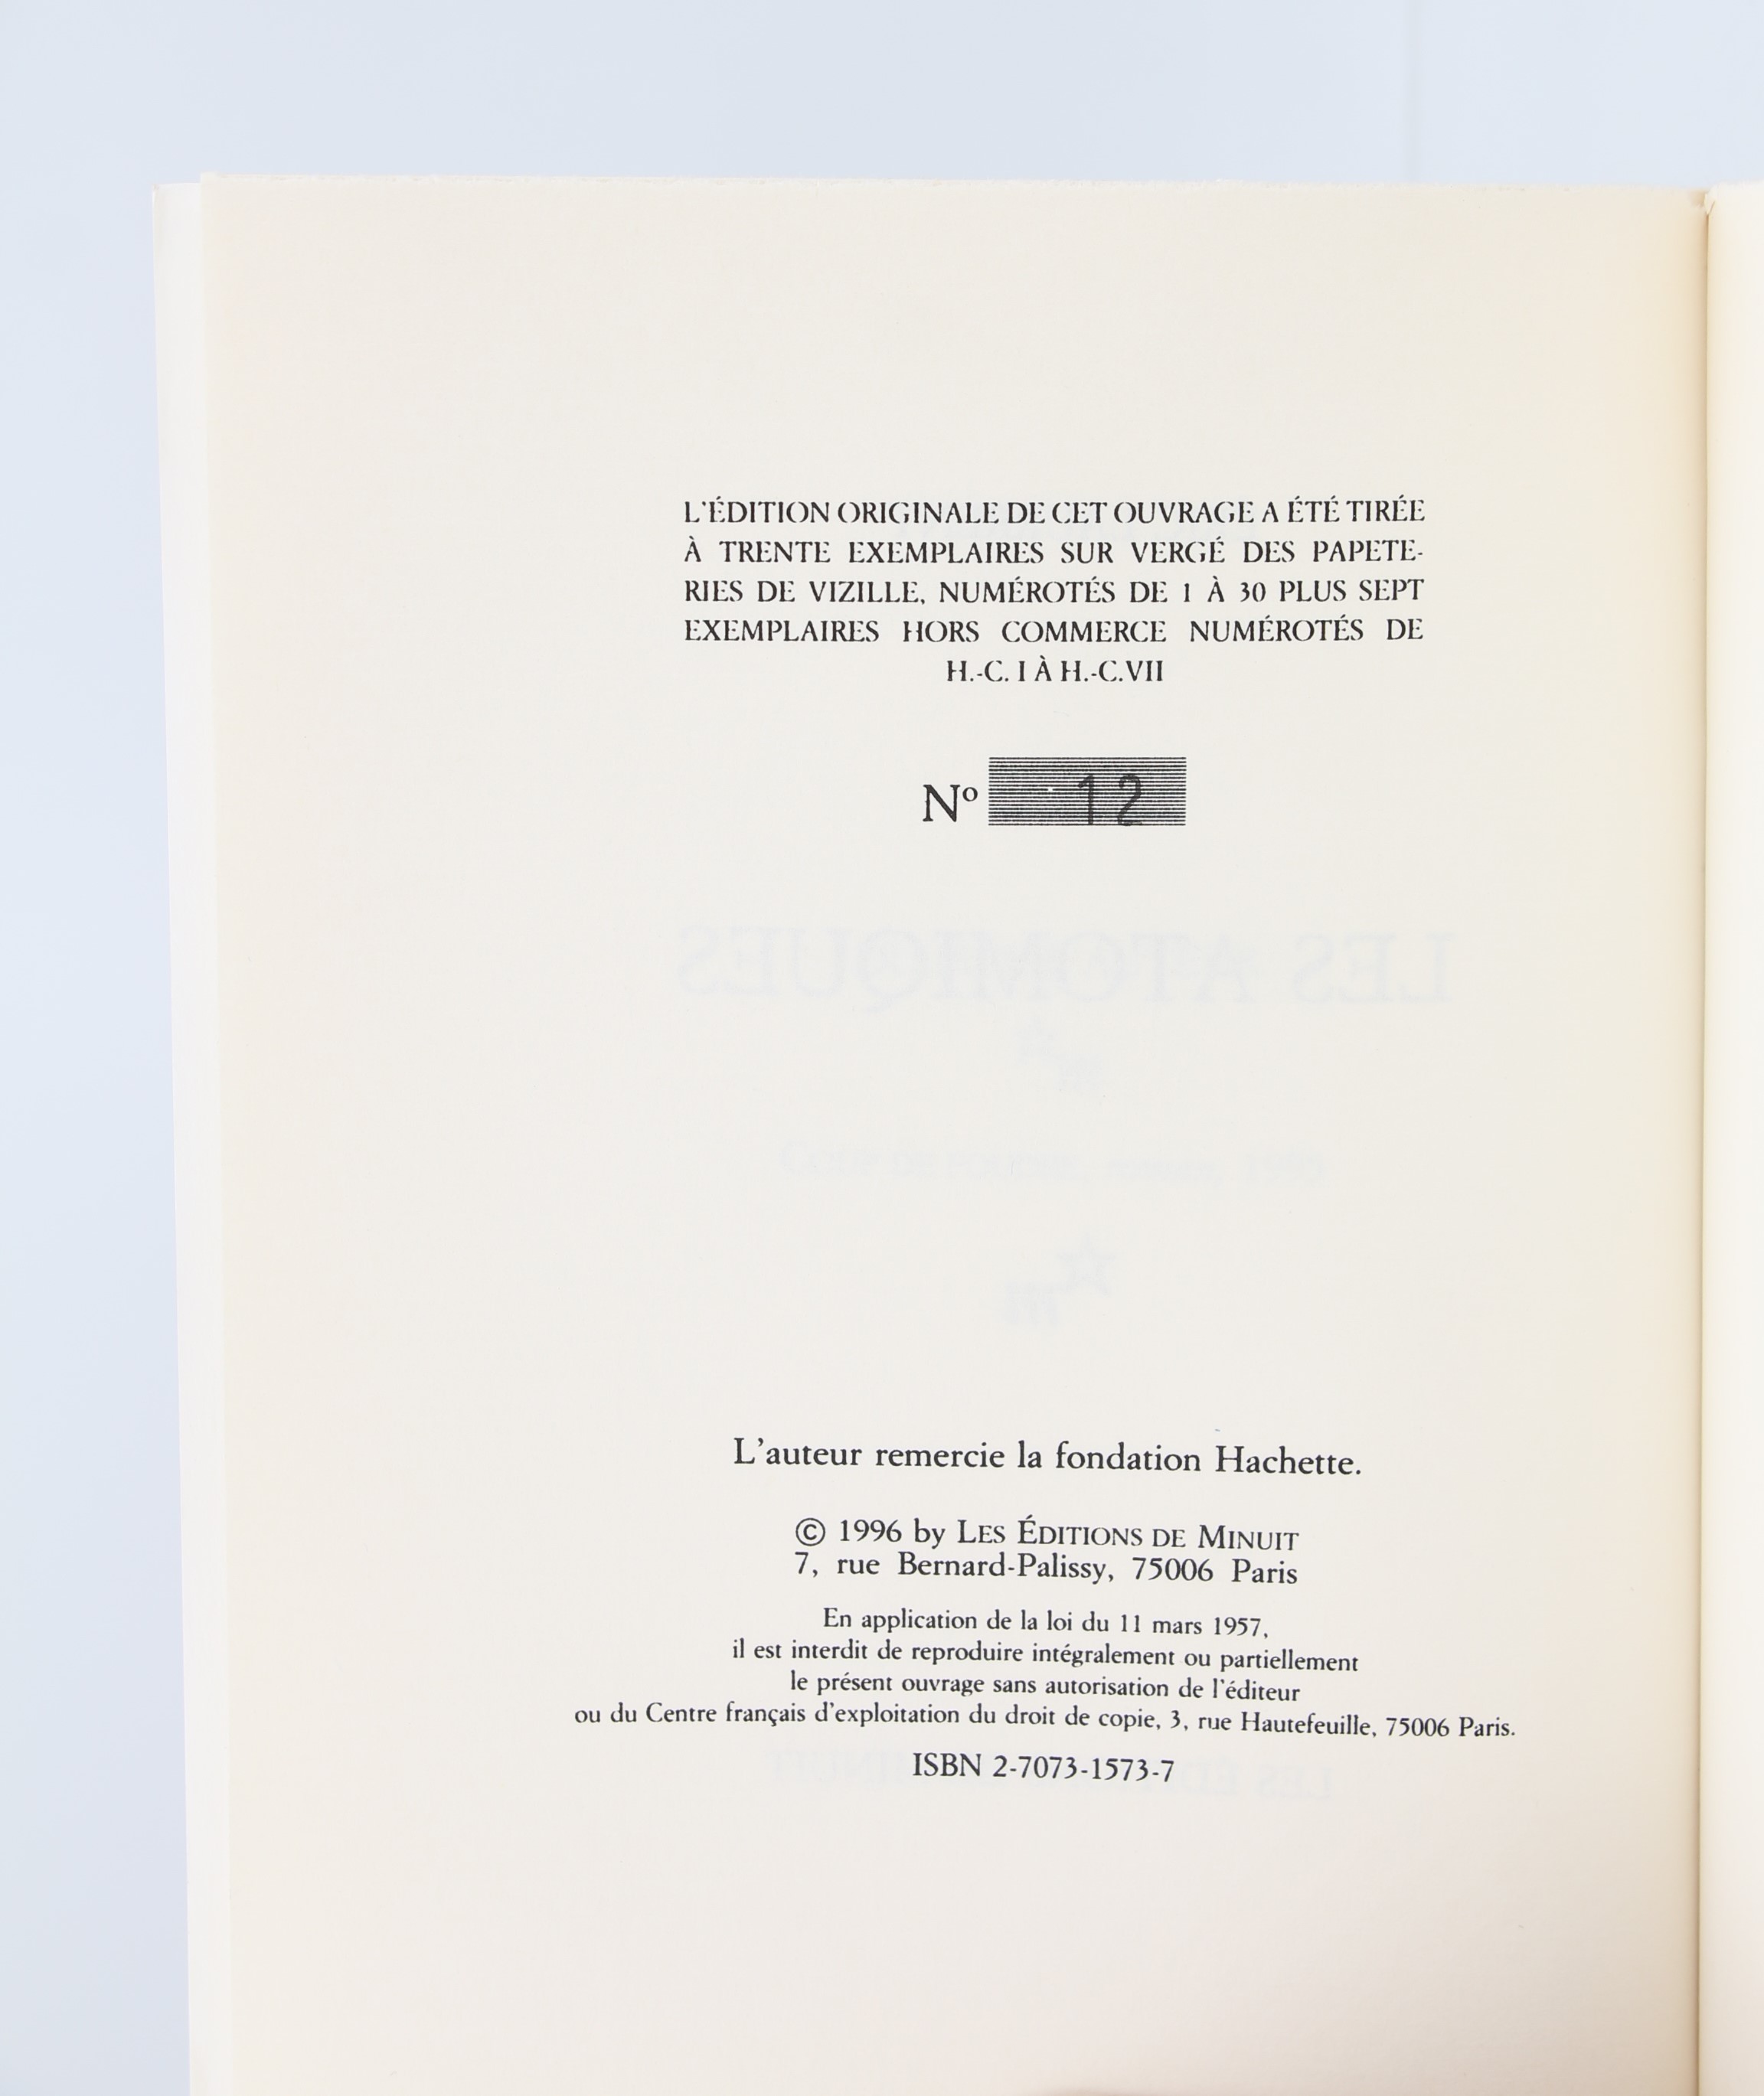 L'ÉDITION ORIGINALE DE CET OUVRAGE A ÉTÉ TIRÉE
À TRENTE EXEMPLAIRES SUR VERGÉ DES PAPETE-
RIES DE VIZILLE, NUMÉROTÉS DE 1 À 30 PLUS SEPT
EXEMPLAIRES HORS COMMERCE NUMÉROTÉS DE
H.-C. I À H.-C.VII
Nº 12
LES ATOMIQUES
L'auteur remercie la fondation Hachette.
© 1996 by LES ÉDITIONS DE MINUIT
7, rue Bernard-Palissy, 75006 Paris
En application de la loi du 11 mars 1957,
il est interdit de reproduire intégralement ou partiellement
le présent ouvrage sans autorisation de l'éditeur
ou du Centre français d'exploitation du droit de copie, 3, rue Hautefeuille, 75006 Paris.
ISBN 2-7073-1573-7